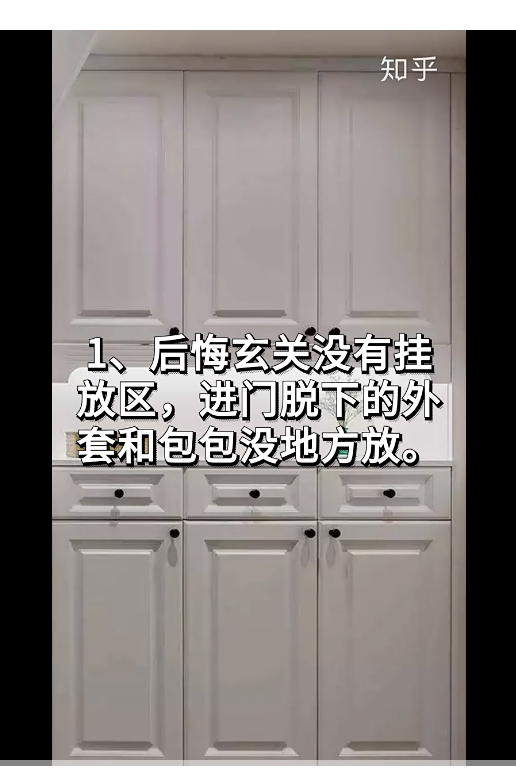 知乎
1、后悔玄关没有挂
放区，进门脱下的外
套和包包没地方放。